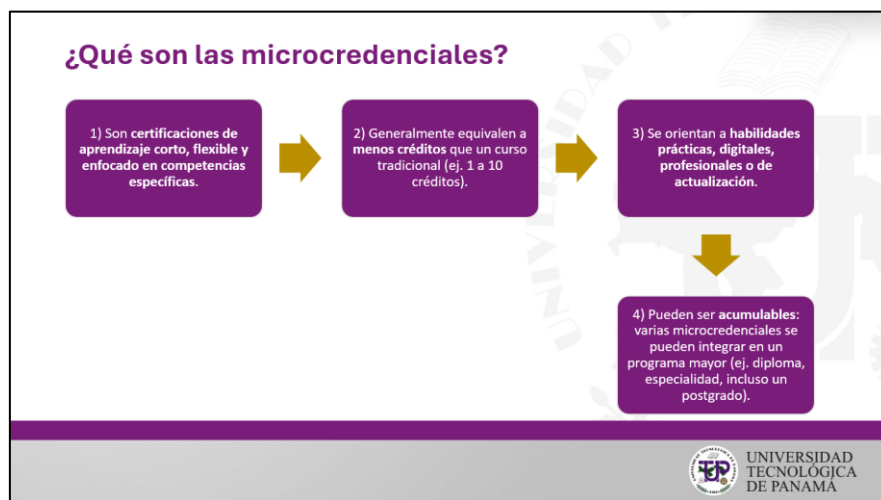 ¿Qué son las microcredenciales?
1) Son certificaciones de
aprendizaje corto, flexible y
enfocado en competencias
específicas.
2) Generalmente equivalen a
menos créditos que un curso
tradicional (ej. 1 a 10
créditos).
3) Se orientan a habilidades
prácticas, digitales,
profesionales o de
actualización.
4) Pueden ser acumulables:
varias microcredenciales se
pueden integrar en un
programa mayor (ej. diploma,
especialidad, incluso un
postgrado).
UNIVERSIDAD
TECNOLÓGICA
DE PANAMÁ